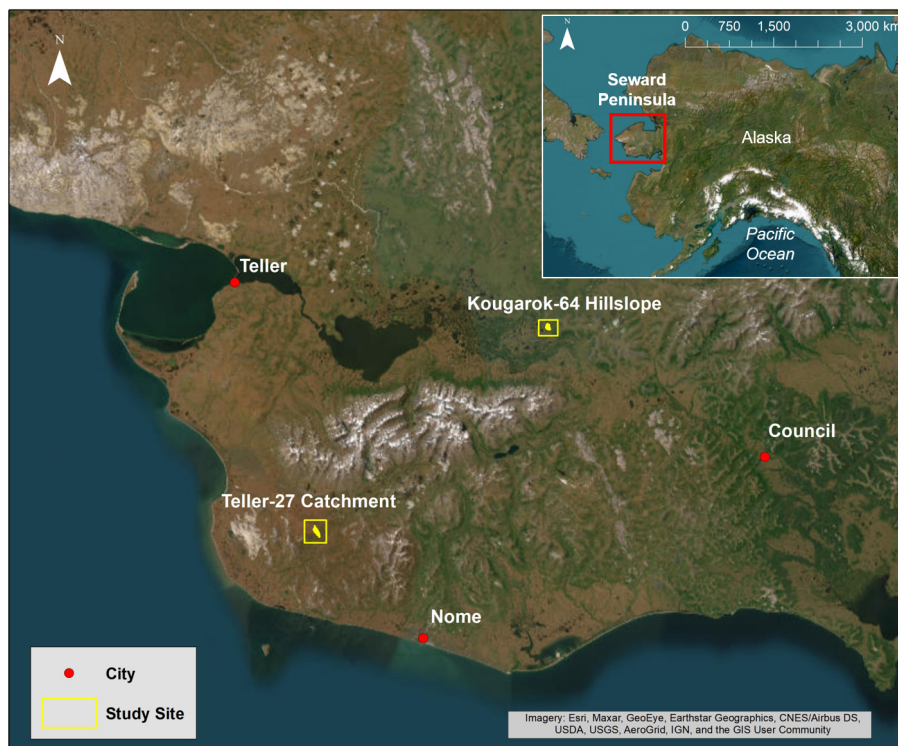 N
N
0 750 1,500 3,000 km
Seward
Peninsula
Alaska
Pacific
Ocean
Teller
Kougarok-64 Hillslope
Council
Teller-27 Catchment
Nome
City
Study Site
Imagery: Esri, Maxar, GeoEye, Earthstar Geographics, CNES/Airbus DS,
USDA, USGS, AeroGrid, IGN, and the GIS User Community